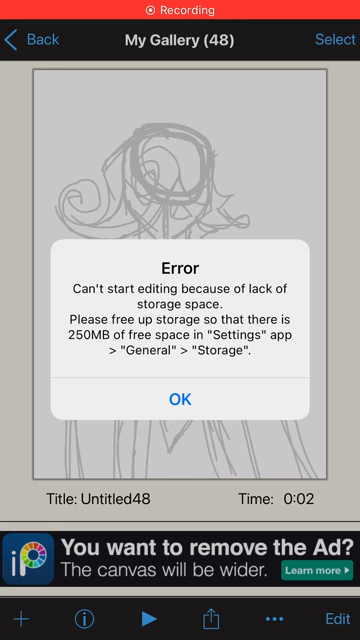 Recording
Back
My Gallery (48)
Select
Error
Can't start editing because of lack of
storage space.
Please free up storage so that there is
250MB of free space in "Settings" app
> "General" > "Storage".
OK
Title: Untitled48
Time: 0:02
You want to remove the Ad?
The canvas will be wider.
Learn more
Edit